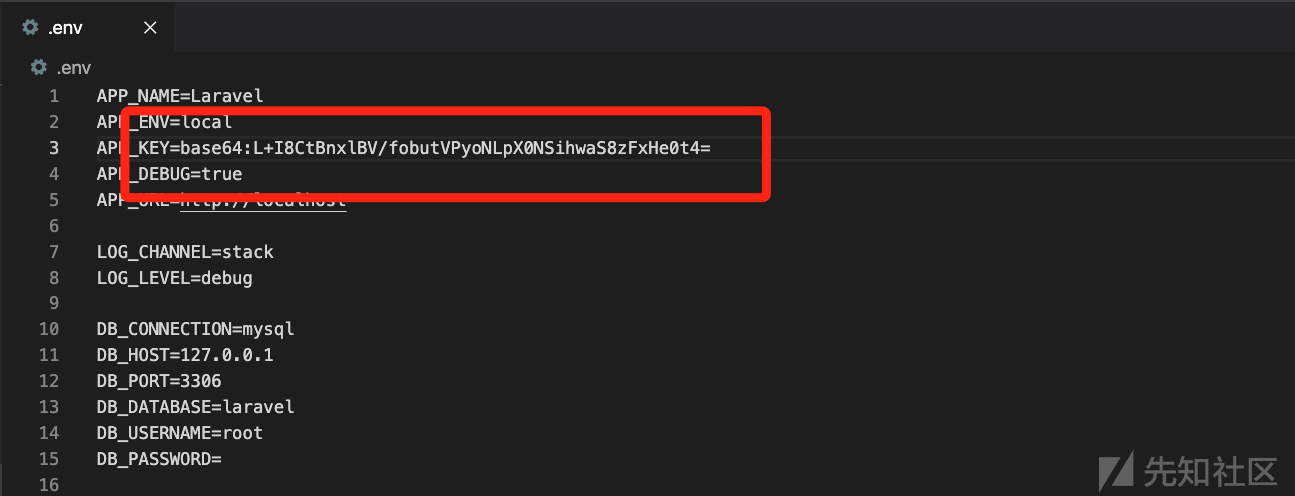 .env
.env
1 APP_NAME=Laravel
2 APP_ENV=local
3 APP_KEY=base64:L+I8CtBnxlBV/fobutVPyoNLpX0NSihwaS8zFxHe0t4=
4 APP_DEBUG=true
5 APP_URL=http://localhost
6
7 LOG_CHANNEL=stack
8 LOG_LEVEL=debug
9
10 DB_CONNECTION=mysql
11 DB_HOST=127.0.0.1
12 DB_PORT=3306
13 DB_DATABASE=laravel
14 DB_USERNAME=root
15 DB_PASSWORD=
16
先知社区